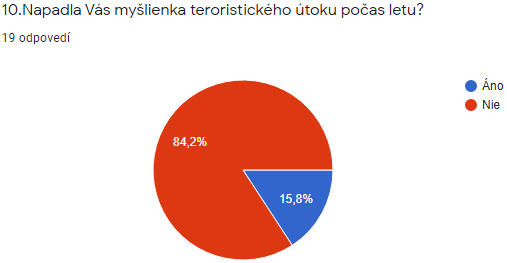 10.Napadla Vás myšlienka teroristického útoku počas letu?
19 odpovedí
Áno
Nie
84,2%
15,8%